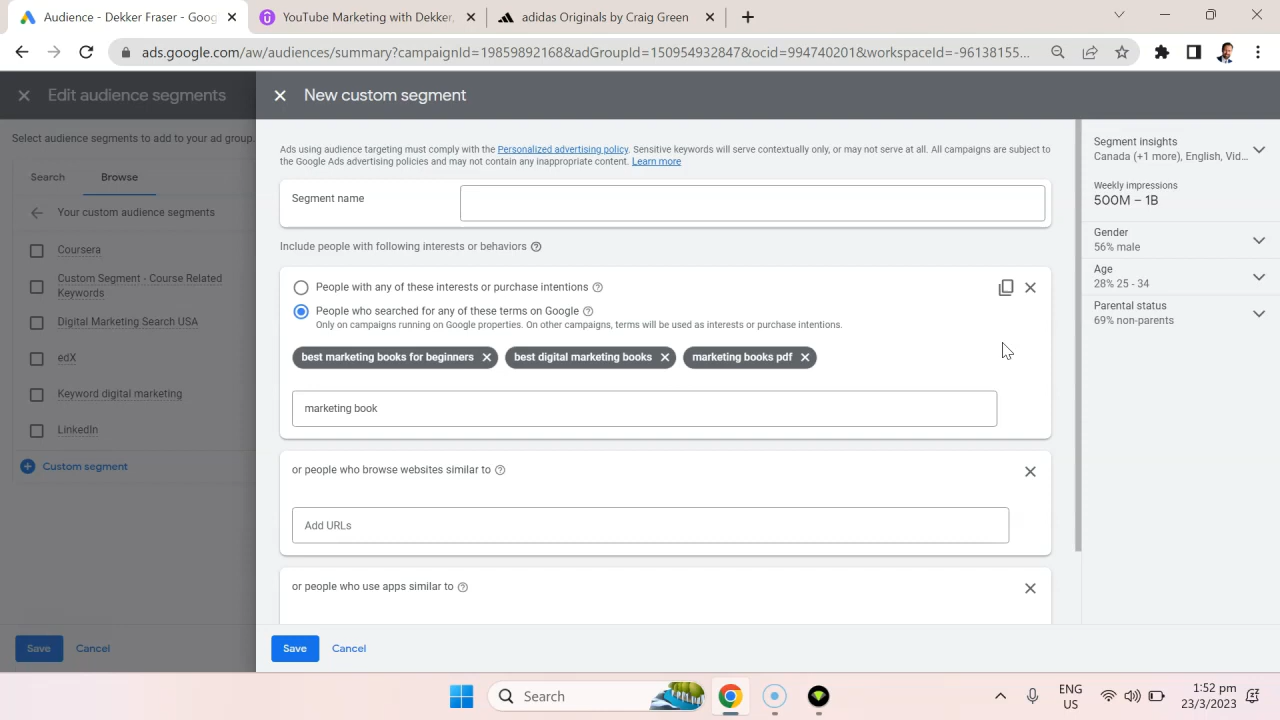 Audience - Dekker Fraser - Goog
YouTube Marketing with Dekker,
adidas Originals by Craig Green
ads.google.com/aw/audiences/summary?campaignId=19859892168&adGroupId=150954932847&ocid=994740201&workspaceId=-96138155...
Edit audience segments
New custom segment
Select audience segments to add to your ad group.
Search
Browse
Your custom audience segments
Coursera
Custom Segment - Course Related
Keywords
Digital Marketing Search USA
edX
Keyword digital marketing
LinkedIn
Custom segment
Save
Cancel
Ads using audience targeting must comply with the Personalized advertising policy. Sensitive keywords will serve contextually only, or may not serve at all. All campaigns are subject to
the Google Ads advertising policies and may not contain any inappropriate content. Learn more
Segment name
Include people with following interests or behaviors
People with any of these interests or purchase intentions
People who searched for any of these terms on Google
Only on campaigns running on Google properties. On other campaigns, terms will be used as interests or purchase intentions.
best marketing books for beginners
best digital marketing books
marketing books pdf
marketing book
or people who browse websites similar to
Add URLs
or people who use apps similar to
Save
Cancel
Segment insights
Canada (+1 more), English, Vid...
Weekly impressions
500M – 1B
Gender
56% male
Age
28% 25 - 34
Parental status
69% non-parents
Search
ENG
US
1:52 pm
23/3/2023